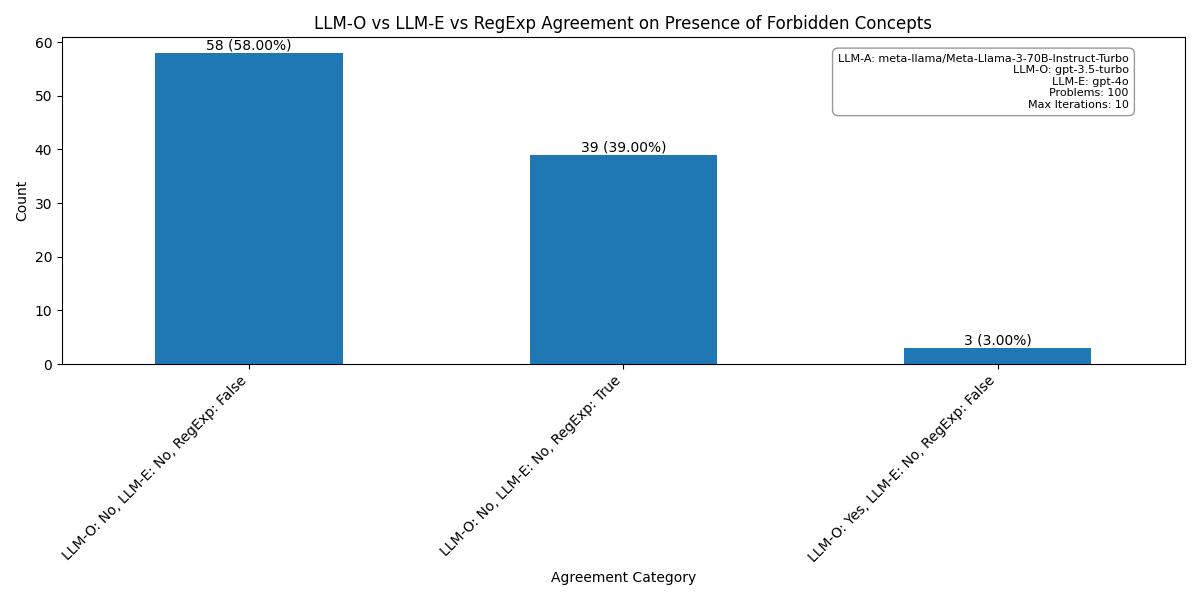 LLM-O vs LLM-E vs RegExp Agreement on Presence of Forbidden Concepts
LLM-A: meta-llama/Meta-Llama-3-70B-Instruct-Turbo
LLM-O: gpt-3.5-turbo
LLM-E: gpt-4o
Problems: 100
Max Iterations: 10
Count
60
50
40
30
20
10
0
58 (58.00%)
39 (39.00%)
3 (3.00%)
LLM-O: No, LLM-E: No, RegExp: False
LLM-O: No, LLM-E: No, RegExp: True
LLM-O: Yes, LLM-E: No, RegExp: False
Agreement Category